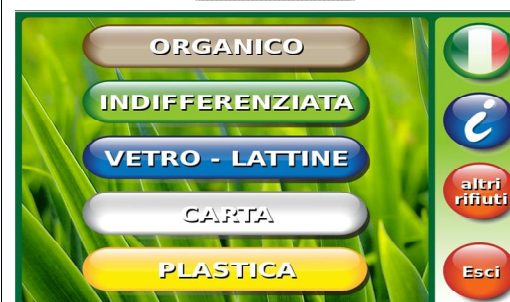 ORGANICO
INDIFFERENZIATA
VETRO - LATTINE
CARTA
PLASTICA
i
altri
rifiuti
Esci